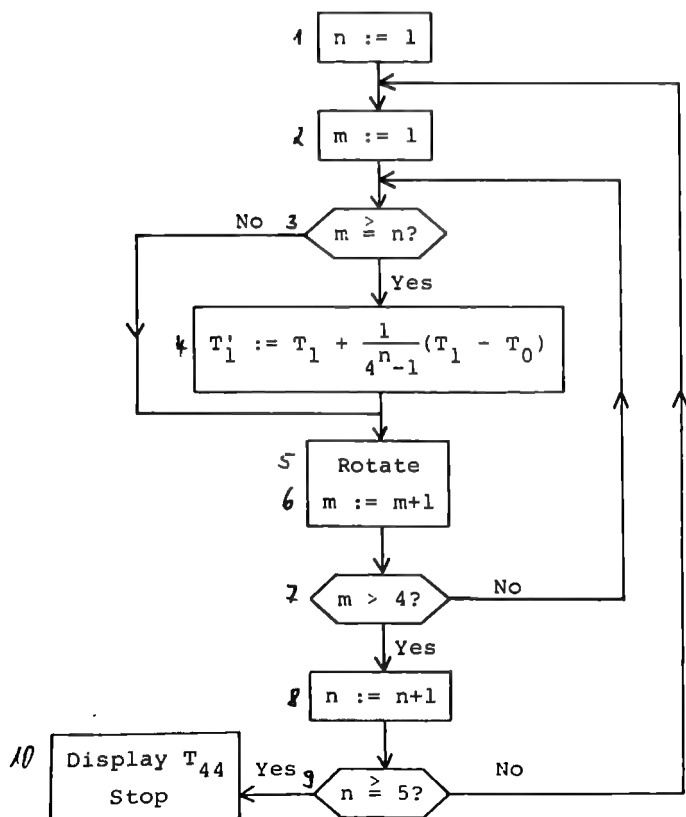 1 n := 1
2 m := 1
No 3 m ≧ n?
Yes
4 T₁' := T₁ + 1/(4ⁿ-1) (T₁ - T₀)
5 Rotate
6 m := m+1
7 m > 4? No
Yes
8 n := n+1
10 Display T₄₄
Stop
Yes 9 n ≧ 5? No